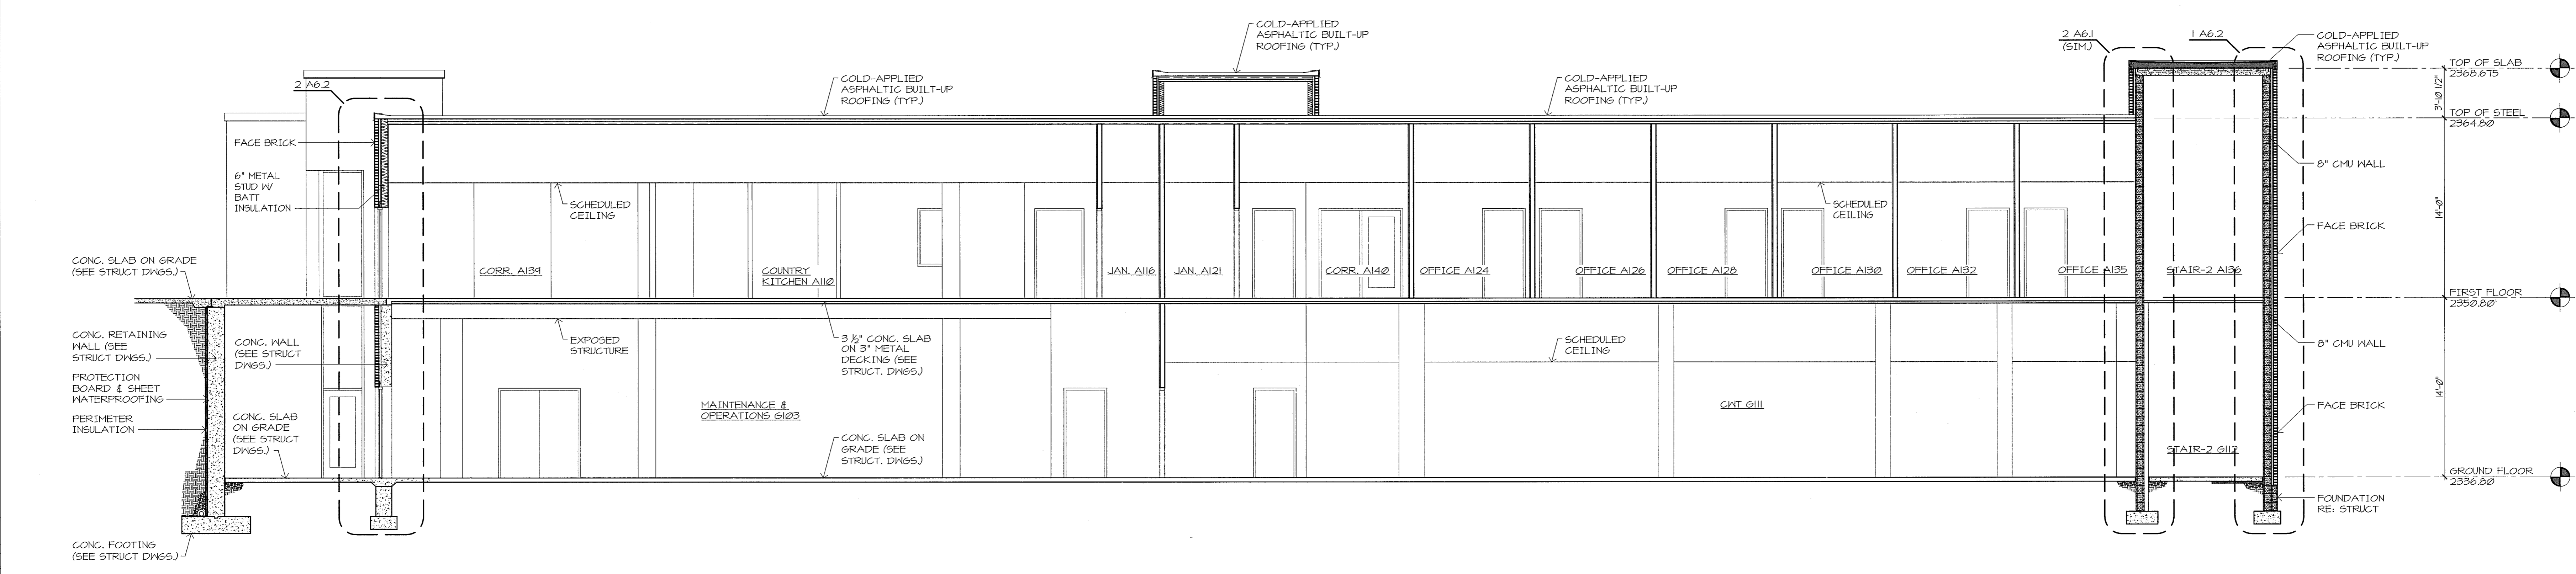 COLD-APPLIED
ASPHALTIC BUILT-UP
ROOFING (TYP.)
2 A6.1
(SIM.)
1 A6.2
COLD-APPLIED
ASPHALTIC BUILT-UP
ROOFING (TYP.)
TOP OF SLAB
2368.675
3'-10 1/2"
2 A6.2
COLD-APPLIED
ASPHALTIC BUILT-UP
ROOFING (TYP.)
COLD-APPLIED
ASPHALTIC BUILT-UP
ROOFING (TYP.)
TOP OF STEEL
2364.80
FACE BRICK
6" METAL
STUD W/
BATT
INSULATION
SCHEDULED
CEILING
SCHEDULED
CEILING
8" CMU WALL
14'-0"
FACE BRICK
CONC. SLAB ON GRADE
(SEE STRUCT DWGS.)
CORR. A139
COUNTRY
KITCHEN A110
JAN. A116
JAN. A121
CORR. A140
OFFICE A124
OFFICE A126
OFFICE A128
OFFICE A130
OFFICE A132
OFFICE A135
STAIR-2 A136
FIRST FLOOR
2350.80'
CONC. RETAINING
WALL (SEE
STRUCT DWGS.)
CONC. WALL
(SEE STRUCT
DWGS.)
EXPOSED
STRUCTURE
3 1/2" CONC. SLAB
ON 3" METAL
DECKING (SEE
STRUCT. DWGS.)
SCHEDULED
CEILING
8" CMU WALL
PROTECTION
BOARD & SHEET
WATERPROOFING
PERIMETER
INSULATION
CONC. SLAB
ON GRADE
(SEE STRUCT
DWGS.)
MAINTENANCE &
OPERATIONS G103
CWT G111
FACE BRICK
14'-0"
CONC. SLAB ON
GRADE (SEE
STRUCT. DWGS.)
STAIR-2 G112
GROUND FLOOR
2336.80
FOUNDATION
RE: STRUCT
CONC. FOOTING
(SEE STRUCT DWGS.)